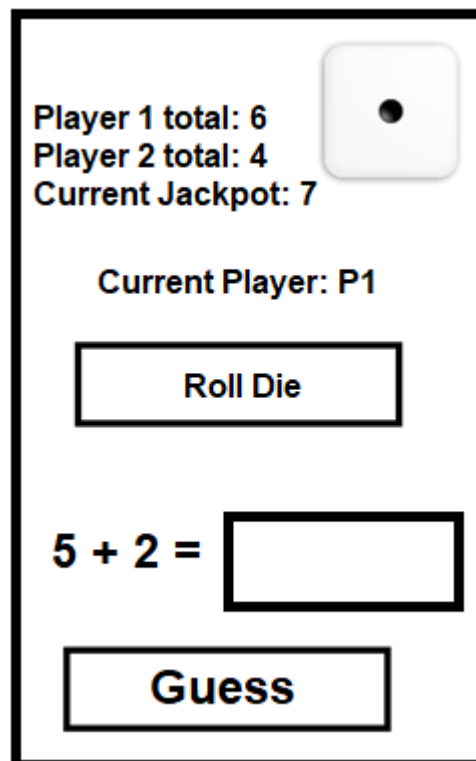 Player 1 total: 6
Player 2 total: 4
Current Jackpot: 7
Current Player: P1
Roll Die
5 + 2 =
Guess